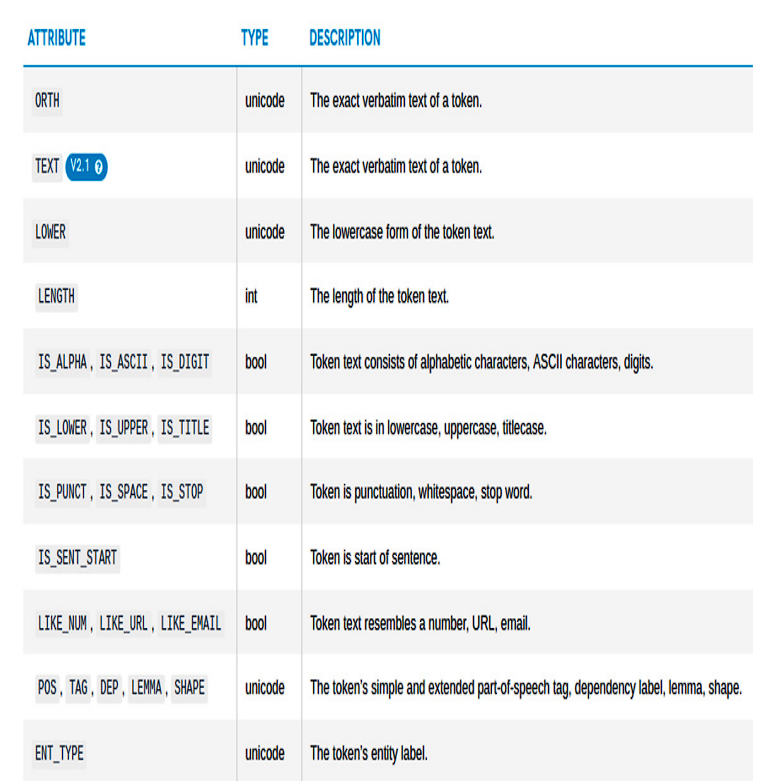 ATTRIBUTE TYPE DESCRIPTION
ORTH unicode The exact verbatim text of a token.
TEXT V2.1 ? unicode The exact verbatim text of a token.
LOWER unicode The lowercase form of the token text.
LENGTH int The length of the token text.
IS_ALPHA, IS_ASCII, IS_DIGIT bool Token text consists of alphabetic characters, ASCII characters, digits.
IS_LOWER, IS_UPPER, IS_TITLE bool Token text is in lowercase, uppercase, titlecase.
IS_PUNCT, IS_SPACE, IS_STOP bool Token is punctuation, whitespace, stop word.
IS_SENT_START bool Token is start of sentence.
LIKE_NUM, LIKE_URL, LIKE_EMAIL bool Token text resembles a number, URL, email.
POS, TAG, DEP, LEMMA, SHAPE unicode The token's simple and extended part-of-speech tag, dependency label, lemma, shape.
ENT_TYPE unicode The token's entity label.